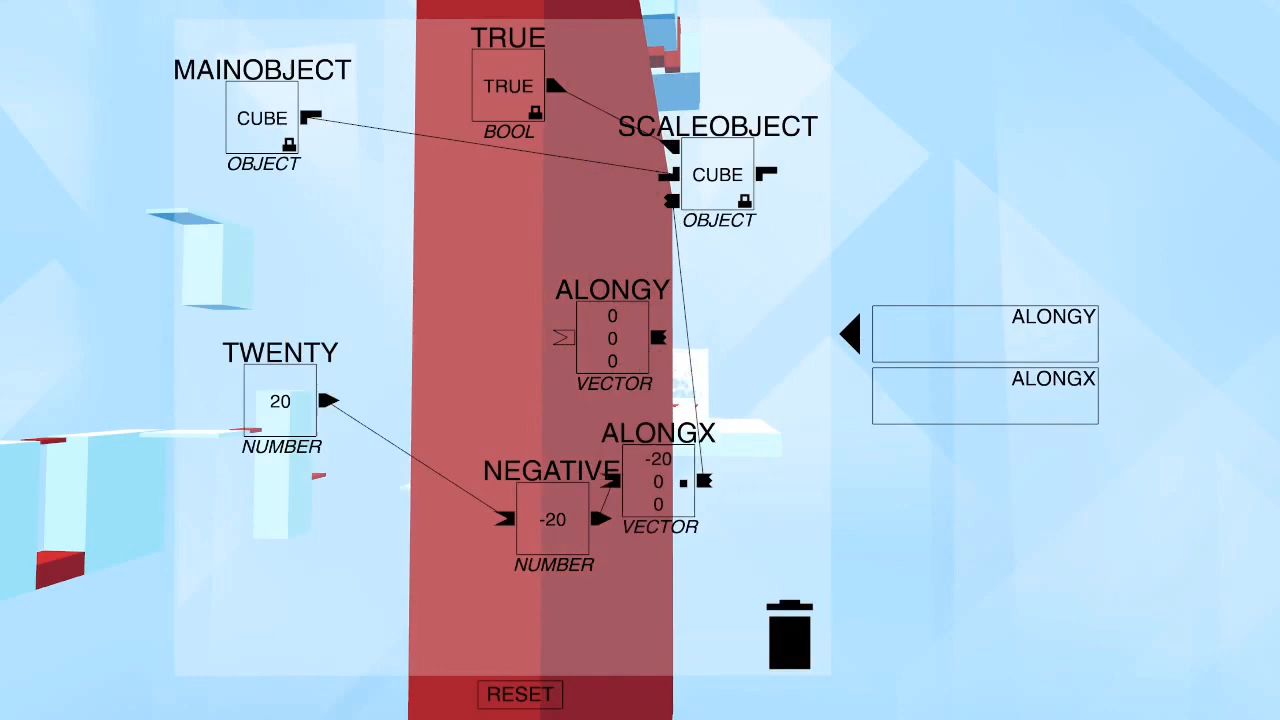 TRUE
TRUE
BOOL
MAINOBJECT
CUBE
OBJECT
SCALEOBJECT
CUBE
OBJECT
ALONGY
0
0
0
VECTOR
ALONGY
ALONGX
TWENTY
20
NUMBER
ALONGX
-20
0
0
VECTOR
NEGATIVE
-20
NUMBER
RESET